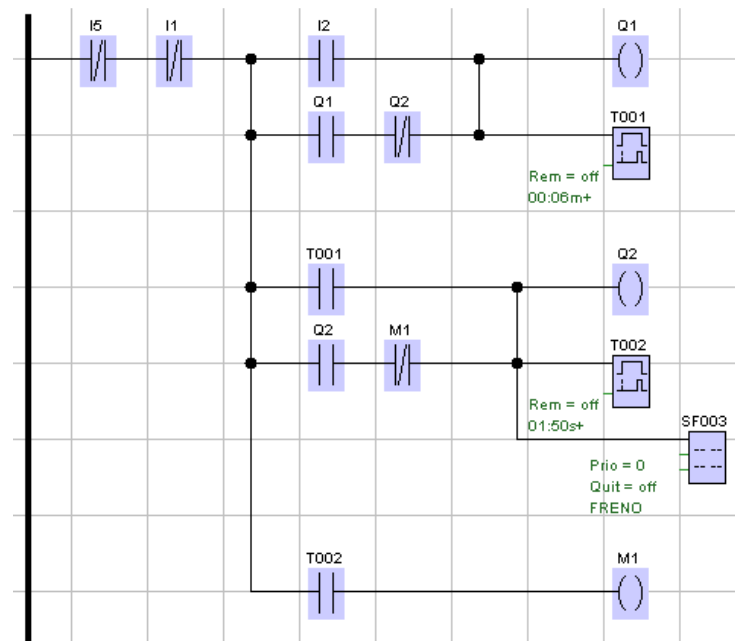 I5 I1 I2 Q1
Q1 Q2 T001
Rem = off
00:06m+
T001 Q2
Q2 M1 T002
Rem = off
01:50s+
SF003
Prio = 0
Quit = off
FRENO
T002 M1